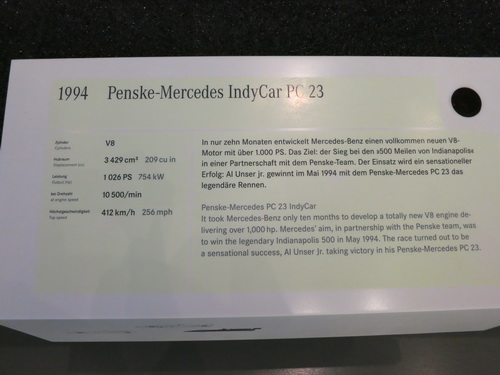 1994 Penske-Mercedes IndyCar PC 23
Zylinder
Cylinders
V8
Hubraum
Displacement (cc)
3 429 cm³ 209 cu in
Leistung
Output (hp)
1 026 PS 754 kW
bei Drehzahl
at engine speed
10 500/min
Höchstgeschwindigkeit
Top speed
412 km/h 256 mph
In nur zehn Monaten entwickelt Mercedes-Benz einen vollkommen neuen V8-
Motor mit über 1.000 PS. Das Ziel: der Sieg bei den »500 Meilen von Indianapolis«
in einer Partnerschaft mit dem Penske-Team. Der Einsatz wird ein sensationeller
Erfolg: Al Unser jr. gewinnt im Mai 1994 mit dem Penske-Mercedes PC 23 das
legendäre Rennen.
Penske-Mercedes PC 23 IndyCar
It took Mercedes-Benz only ten months to develop a totally new V8 engine de-
livering over 1,000 hp. Mercedes' aim, in partnership with the Penske team, was
to win the legendary Indianapolis 500 in May 1994. The race turned out to be
a sensational success, Al Unser Jr. taking victory in his Penske-Mercedes PC 23.